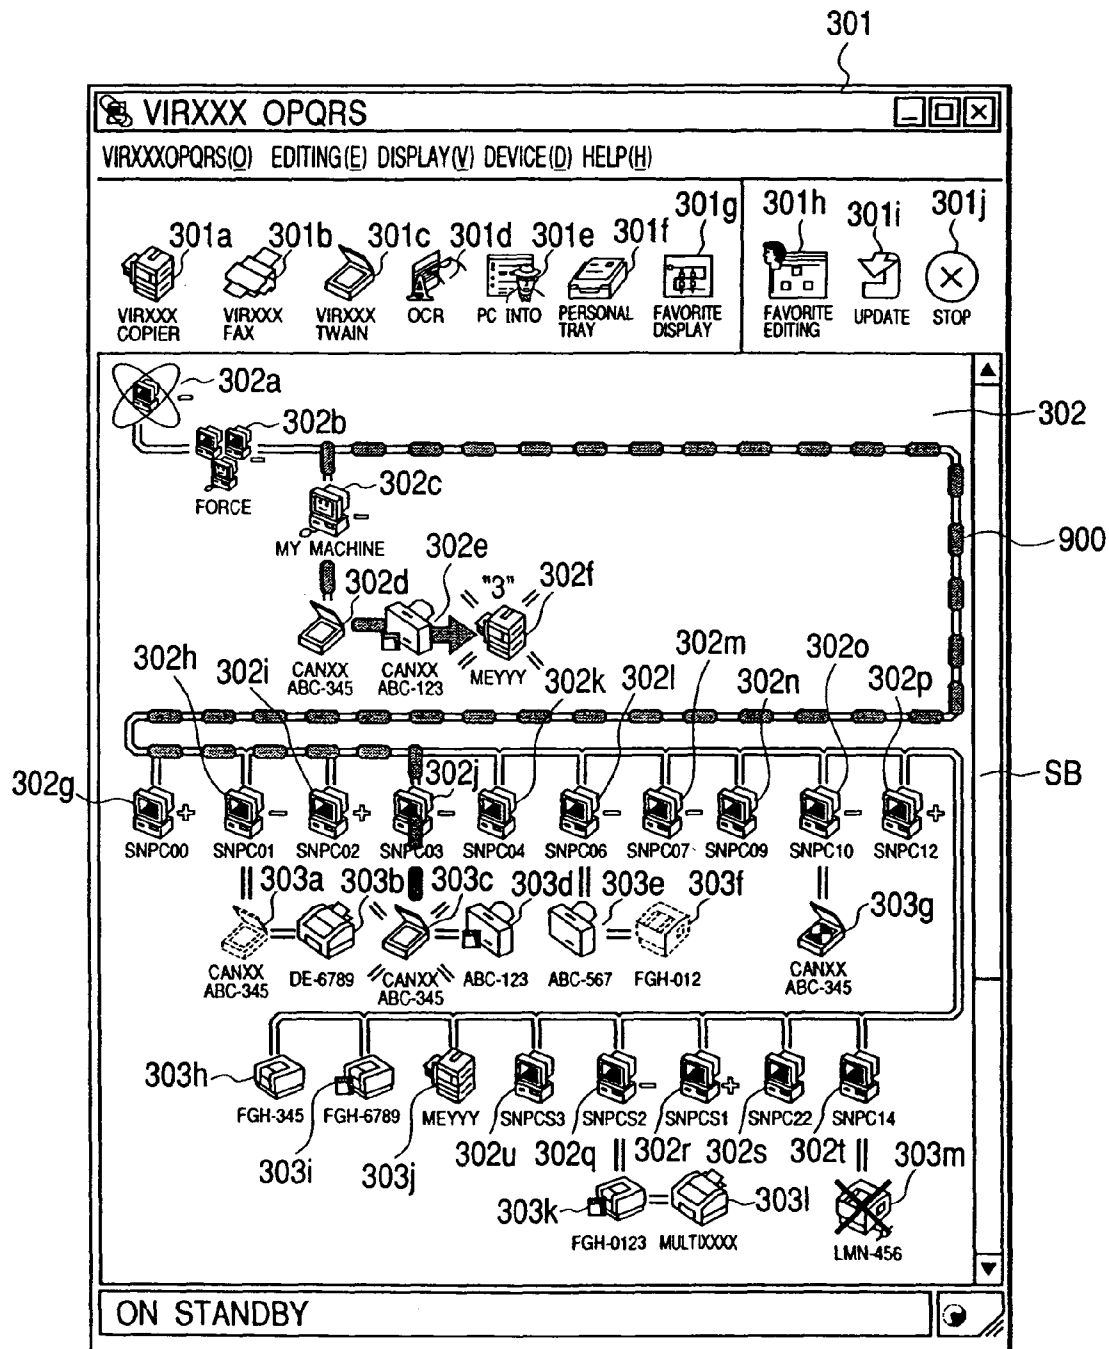 301
VIRXXX OPQRS
VIRXXXOPQRS(O) EDITING(E) DISPLAY(V) DEVICE(D) HELP(H)
301a 301b 301c 301d 301e 301f 301g 301h 301i 301j
VIRXXX COPIER
VIRXXX FAX
VIRXXX TWAIN
OCR
PC INTO
PERSONAL TRAY
FAVORITE DISPLAY
FAVORITE EDITING
UPDATE
STOP
302a
302
302b
FORCE
302c
900
MY MACHINE
302e
302d
"3"
302f
CANXX ABC-345
CANXX ABC-123
MEYYY
302h 302i 302k 302l 302m 302n 302o 302p
302g 302j SB
+ - + - - - - +
SNPC00 SNPC01 SNPC02 SNPC03 SNPC04 SNPC06 SNPC07 SNPC09 SNPC10 SNPC12
303a 303b 303c 303d 303e 303f 303g
CANXX ABC-345
DE-6789
CANXX ABC-345
ABC-123
ABC-567
FGH-012
CANXX ABC-345
303h
FGH-345 FGH-6789 MEYYY SNPCS3 SNPCS2 SNPCS1 SNPC22 SNPC14
303i 303j 302u 302q 302r 302s 302t 303m
303k 303l
FGH-0123 MULTIXXXX LMN-456
ON STANDBY